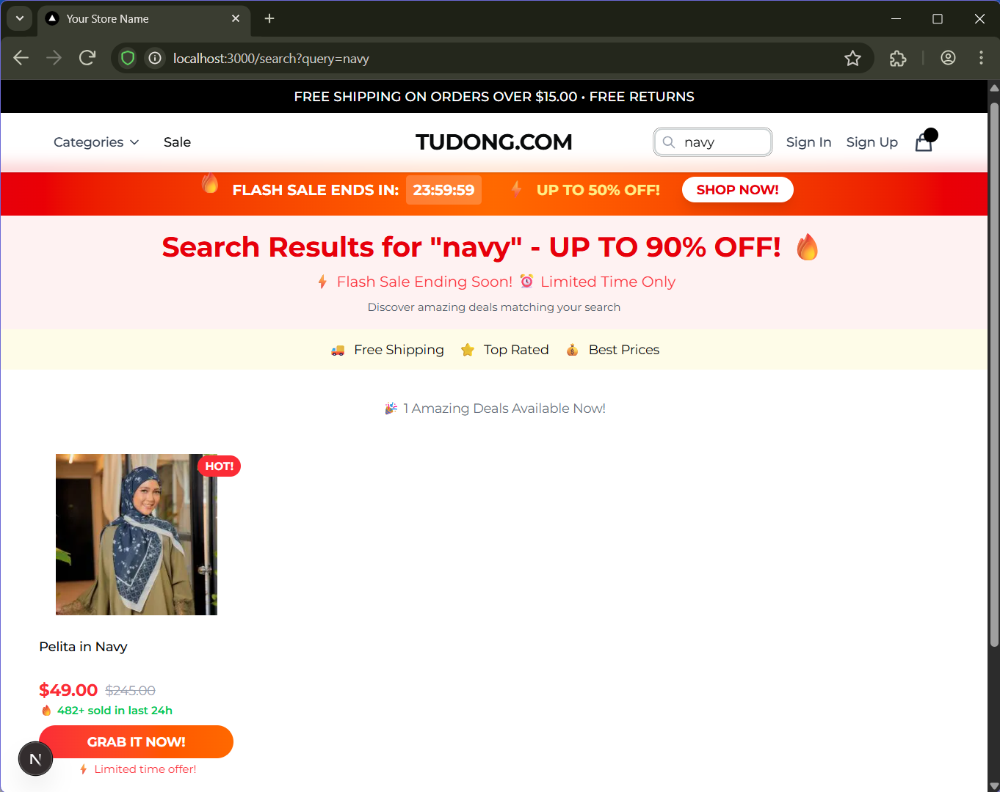 Your Store Name
localhost:3000/search?query=navy
FREE SHIPPING ON ORDERS OVER $15.00 • FREE RETURNS
Categories Sale TUDONG.COM navy Sign In Sign Up
🔥 FLASH SALE ENDS IN: 23:59:59 ⚡ UP TO 50% OFF! SHOP NOW!
Search Results for "navy" - UP TO 90% OFF! 🔥
⚡ Flash Sale Ending Soon! ⏰ Limited Time Only
Discover amazing deals matching your search
🚚 Free Shipping ⭐ Top Rated 💰 Best Prices
🎉 1 Amazing Deals Available Now!
HOT!
Pelita in Navy
$49.00 $245.00
🔥 482+ sold in last 24h
GRAB IT NOW!
N
⚡ Limited time offer!